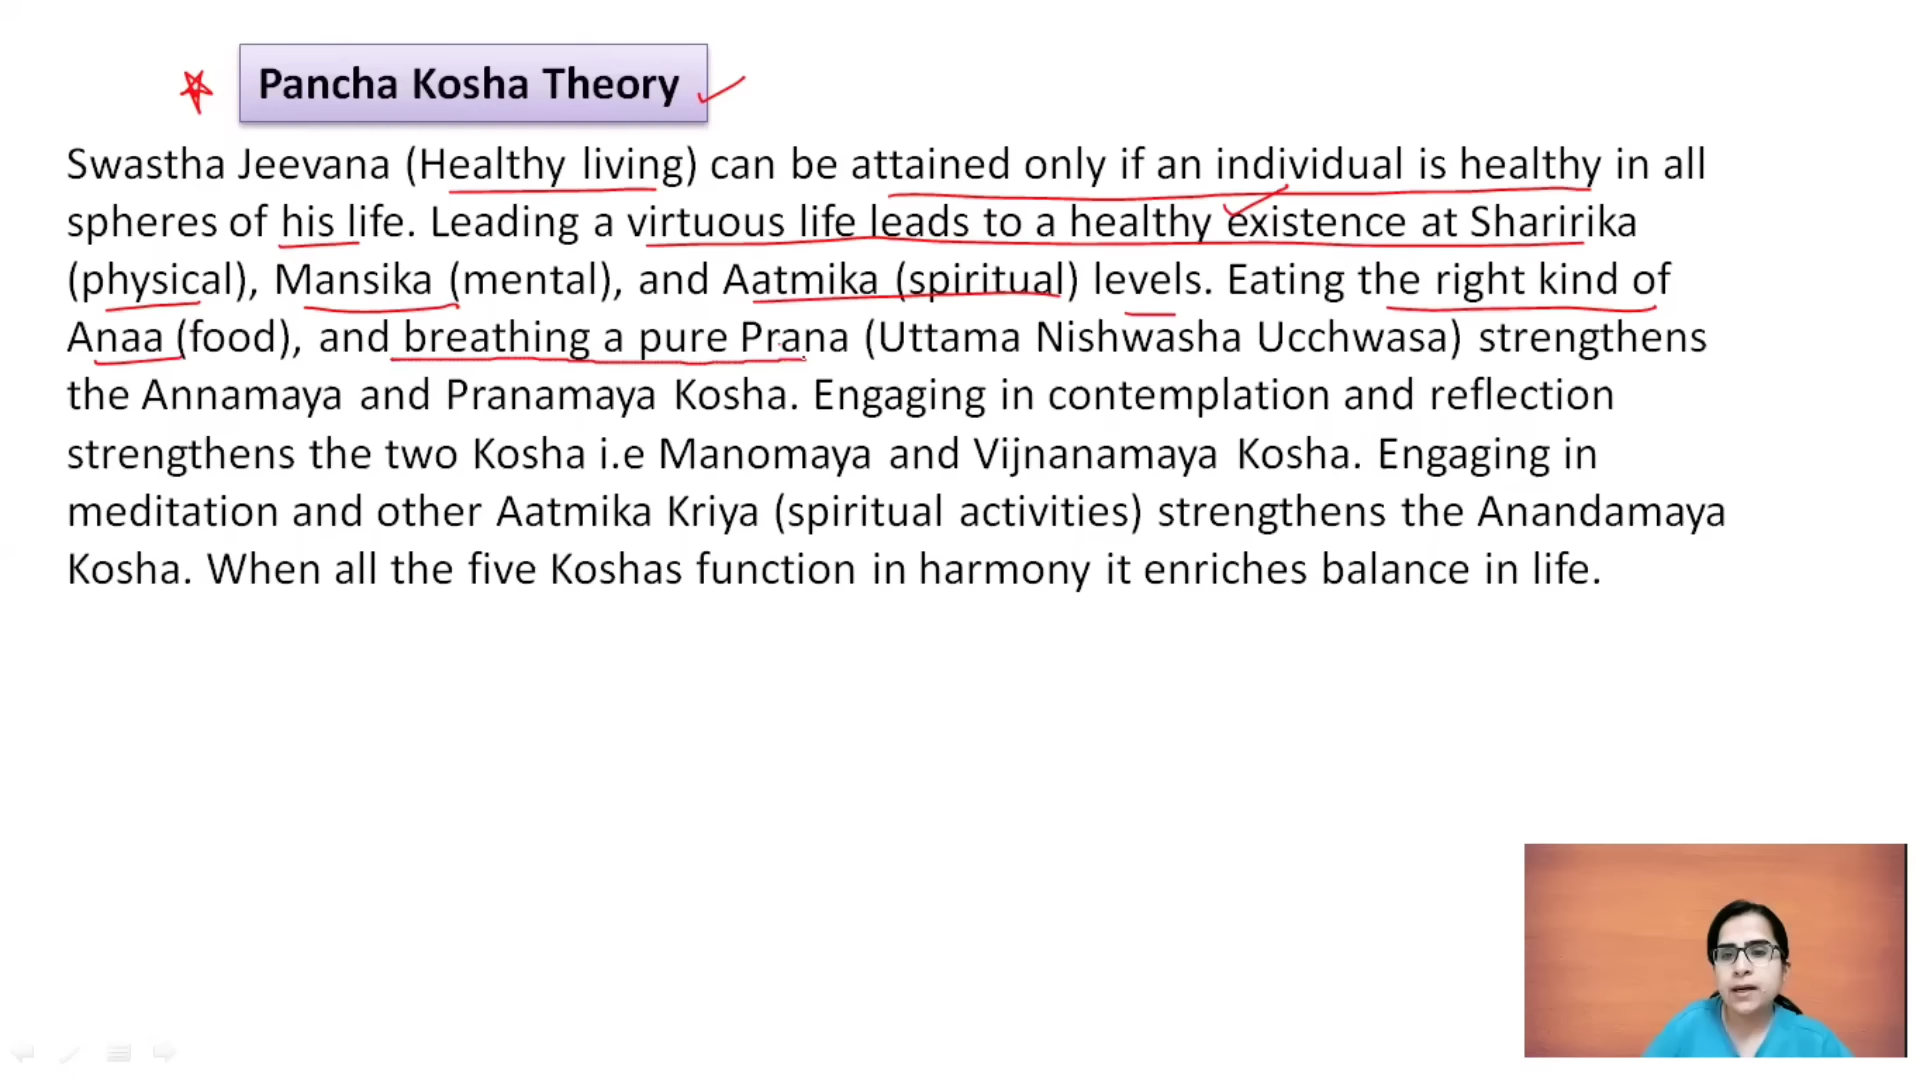 Pancha Kosha Theory
Swastha Jeevana (Healthy living) can be attained only if an individual is healthy in all
spheres of his life. Leading a virtuous life leads to a healthy existence at Sharirika
(physical), Mansika (mental), and Aatmika (spiritual) levels. Eating the right kind of
Anaa (food), and breathing a pure Prana (Uttama Nishwasha Ucchwasa) strengthens
the Annamaya and Pranamaya Kosha. Engaging in contemplation and reflection
strengthens the two Kosha i.e Manomaya and Vijnanamaya Kosha. Engaging in
meditation and other Aatmika Kriya (spiritual activities) strengthens the Anandamaya
Kosha. When all the five Koshas function in harmony it enriches balance in life.